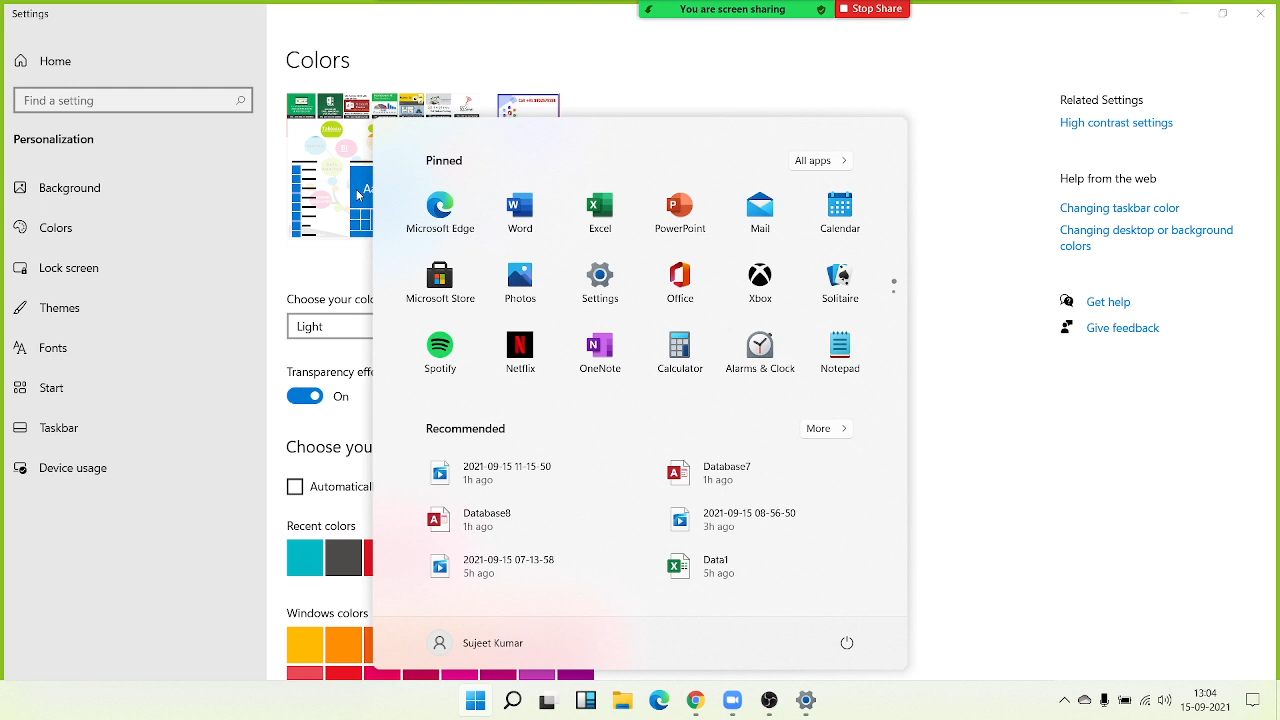 Settings
You are screen sharing
Stop Share
Home
Find a setting
Personalization
Background
Colors
Lock screen
Themes
Fonts
Start
Taskbar
Device usage
Colors
Choose your colo
Light
Transparency effe
On
Choose your
Automaticall
Recent colors
Windows colors
Pinned
All apps
Microsoft Edge
Word
Excel
PowerPoint
Mail
Calendar
Microsoft Store
Photos
Settings
Office
Xbox
Solitaire
Spotify
Netflix
OneNote
Calculator
Alarms & Clock
Notepad
Recommended
More
2021-09-15 11-15-50
1h ago
Database7
1h ago
Database8
1h ago
2021-09-15 08-56-50
3h ago
2021-09-15 07-13-58
5h ago
Data1
5h ago
Sujeet Kumar
Related Settings
High contrast settings
Help from the web
Changing taskbar color
Changing desktop or background
colors
Get help
Give feedback
13:04
15-09-2021